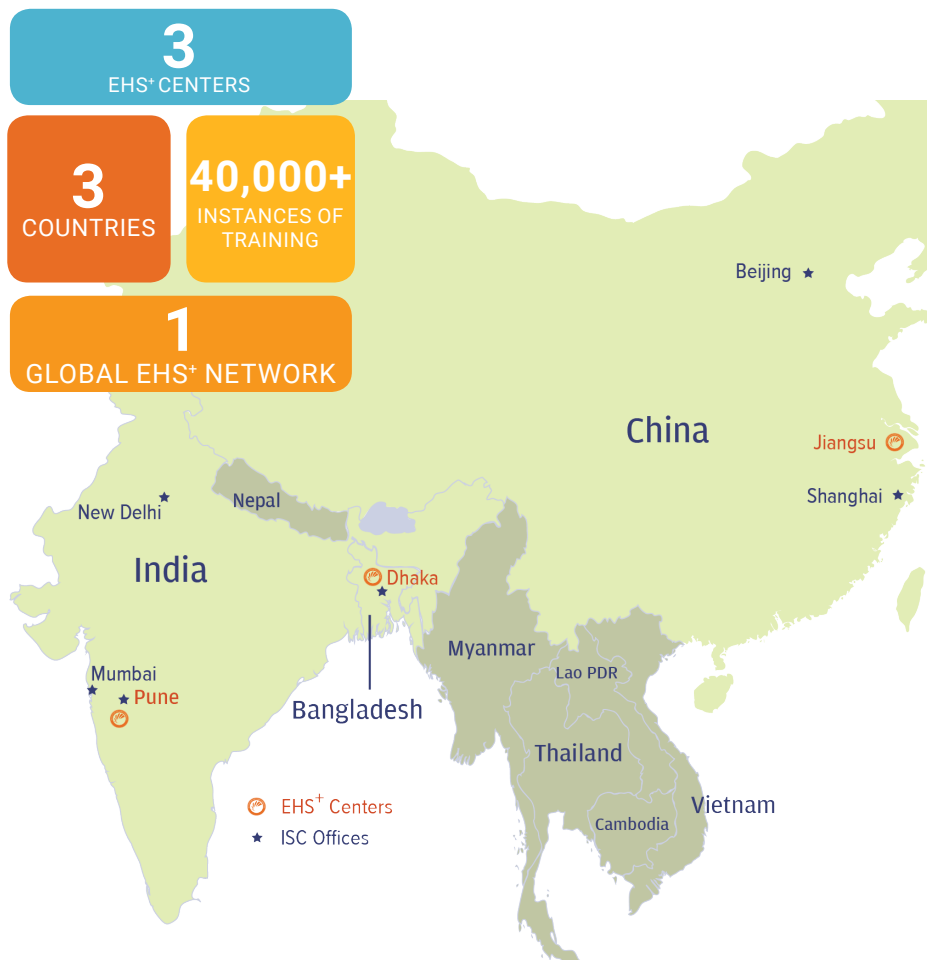 3
EHS+ CENTERS
3
COUNTRIES
40,000+
INSTANCES OF
TRAINING
1
GLOBAL EHS+ NETWORK
Beijing
China
Jiangsu
Shanghai
Nepal
New Delhi
India
Dhaka
Myanmar
Lao PDR
Mumbai
Pune
Bangladesh
Thailand
Vietnam
Cambodia
EHS+ Centers
ISC Offices